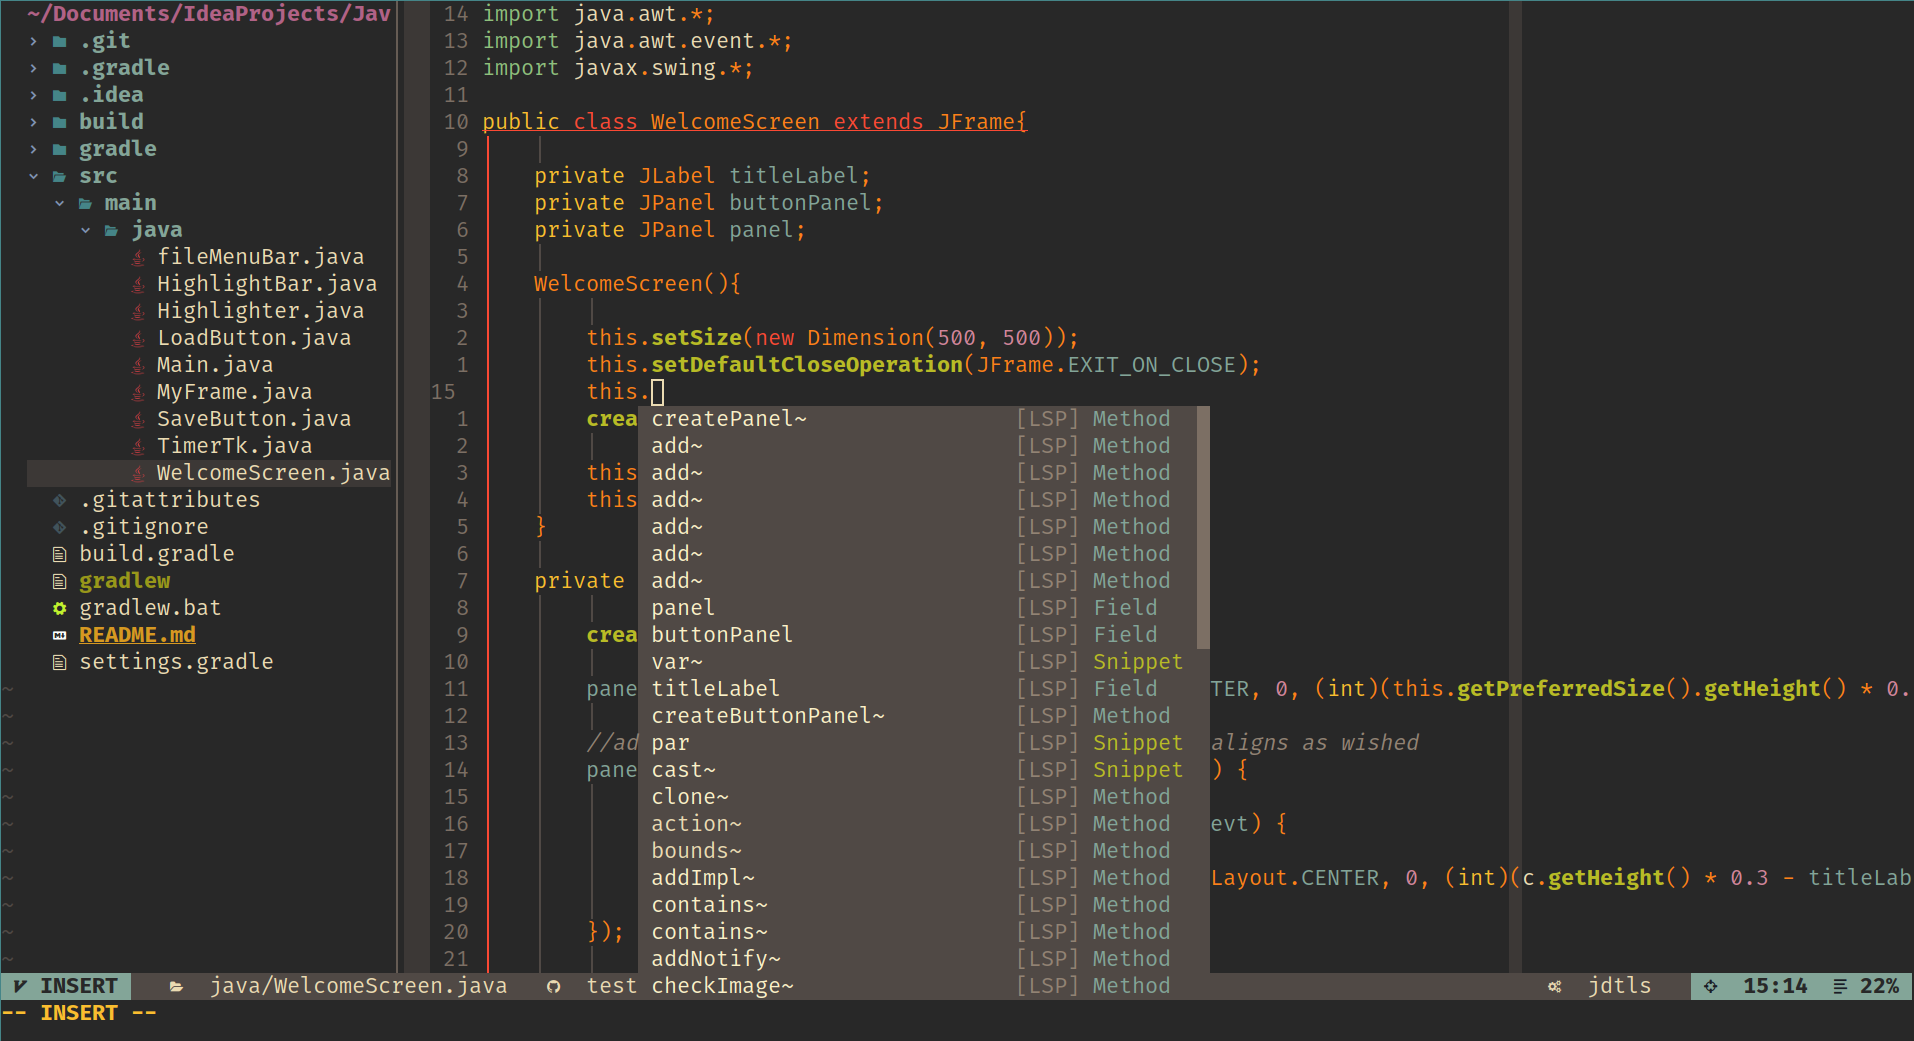 ~/Documents/IdeaProjects/Jav
.git
.gradle
.idea
build
gradle
src
main
java
fileMenuBar.java
HighlightBar.java
Highlighter.java
LoadButton.java
Main.java
MyFrame.java
SaveButton.java
TimerTk.java
WelcomeScreen.java
.gitattributes
.gitignore
build.gradle
gradlew
gradlew.bat
README.md
settings.gradle
~
~
~
~
~
~
~
~
~
~
~
14 import java.awt.*;
13 import java.awt.event.*;
12 import javax.swing.*;
11
10 public class WelcomeScreen extends JFrame{
9
8 private JLabel titleLabel;
7 private JPanel buttonPanel;
6 private JPanel panel;
5
4 WelcomeScreen(){
3
2 this.setSize(new Dimension(500, 500));
1 this.setDefaultCloseOperation(JFrame.EXIT_ON_CLOSE);
15 this.
1 crea createPanel~ [LSP] Method
2 add~ [LSP] Method
3 this add~ [LSP] Method
4 this add~ [LSP] Method
5 } add~ [LSP] Method
6 add~ [LSP] Method
7 private add~ [LSP] Method
8 panel [LSP] Field
9 crea buttonPanel [LSP] Field
10 var~ [LSP] Snippet
11 pane titleLabel [LSP] Field TER, 0, (int)(this.getPreferredSize().getHeight() * 0.
12 createButtonPanel~ [LSP] Method
13 //ad par [LSP] Snippet aligns as wished
14 pane cast~ [LSP] Snippet ) {
15 clone~ [LSP] Method
16 action~ [LSP] Method evt) {
17 bounds~ [LSP] Method
18 addImpl~ [LSP] Method Layout.CENTER, 0, (int)(c.getHeight() * 0.3 - titleLab
19 contains~ [LSP] Method
20 }); contains~ [LSP] Method
21 addNotify~ [LSP] Method
INSERT java/WelcomeScreen.java test checkImage~ [LSP] Method jdtls 15:14 22%
-- INSERT --